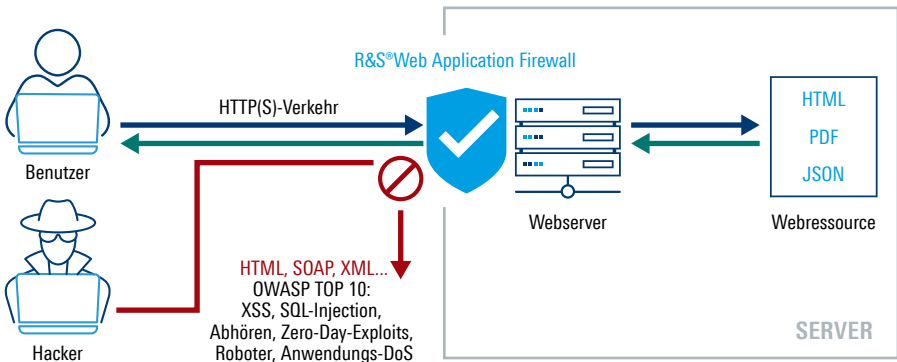 R&S®Web Application Firewall
HTTP(S)-Verkehr
Benutzer
HTML
PDF
JSON
Webserver
Webressource
HTML, SOAP, XML...
OWASP TOP 10:
XSS, SQL-Injection,
Abhören, Zero-Day-Exploits,
Roboter, Anwendungs-DoS
Hacker
SERVER